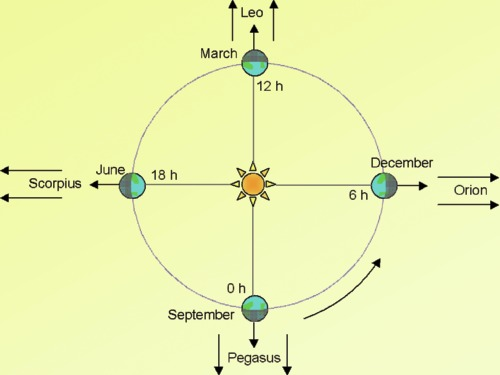 Leo
March
12 h
June
18 h
December
Scorpius
6 h
Orion
0 h
September
Pegasus